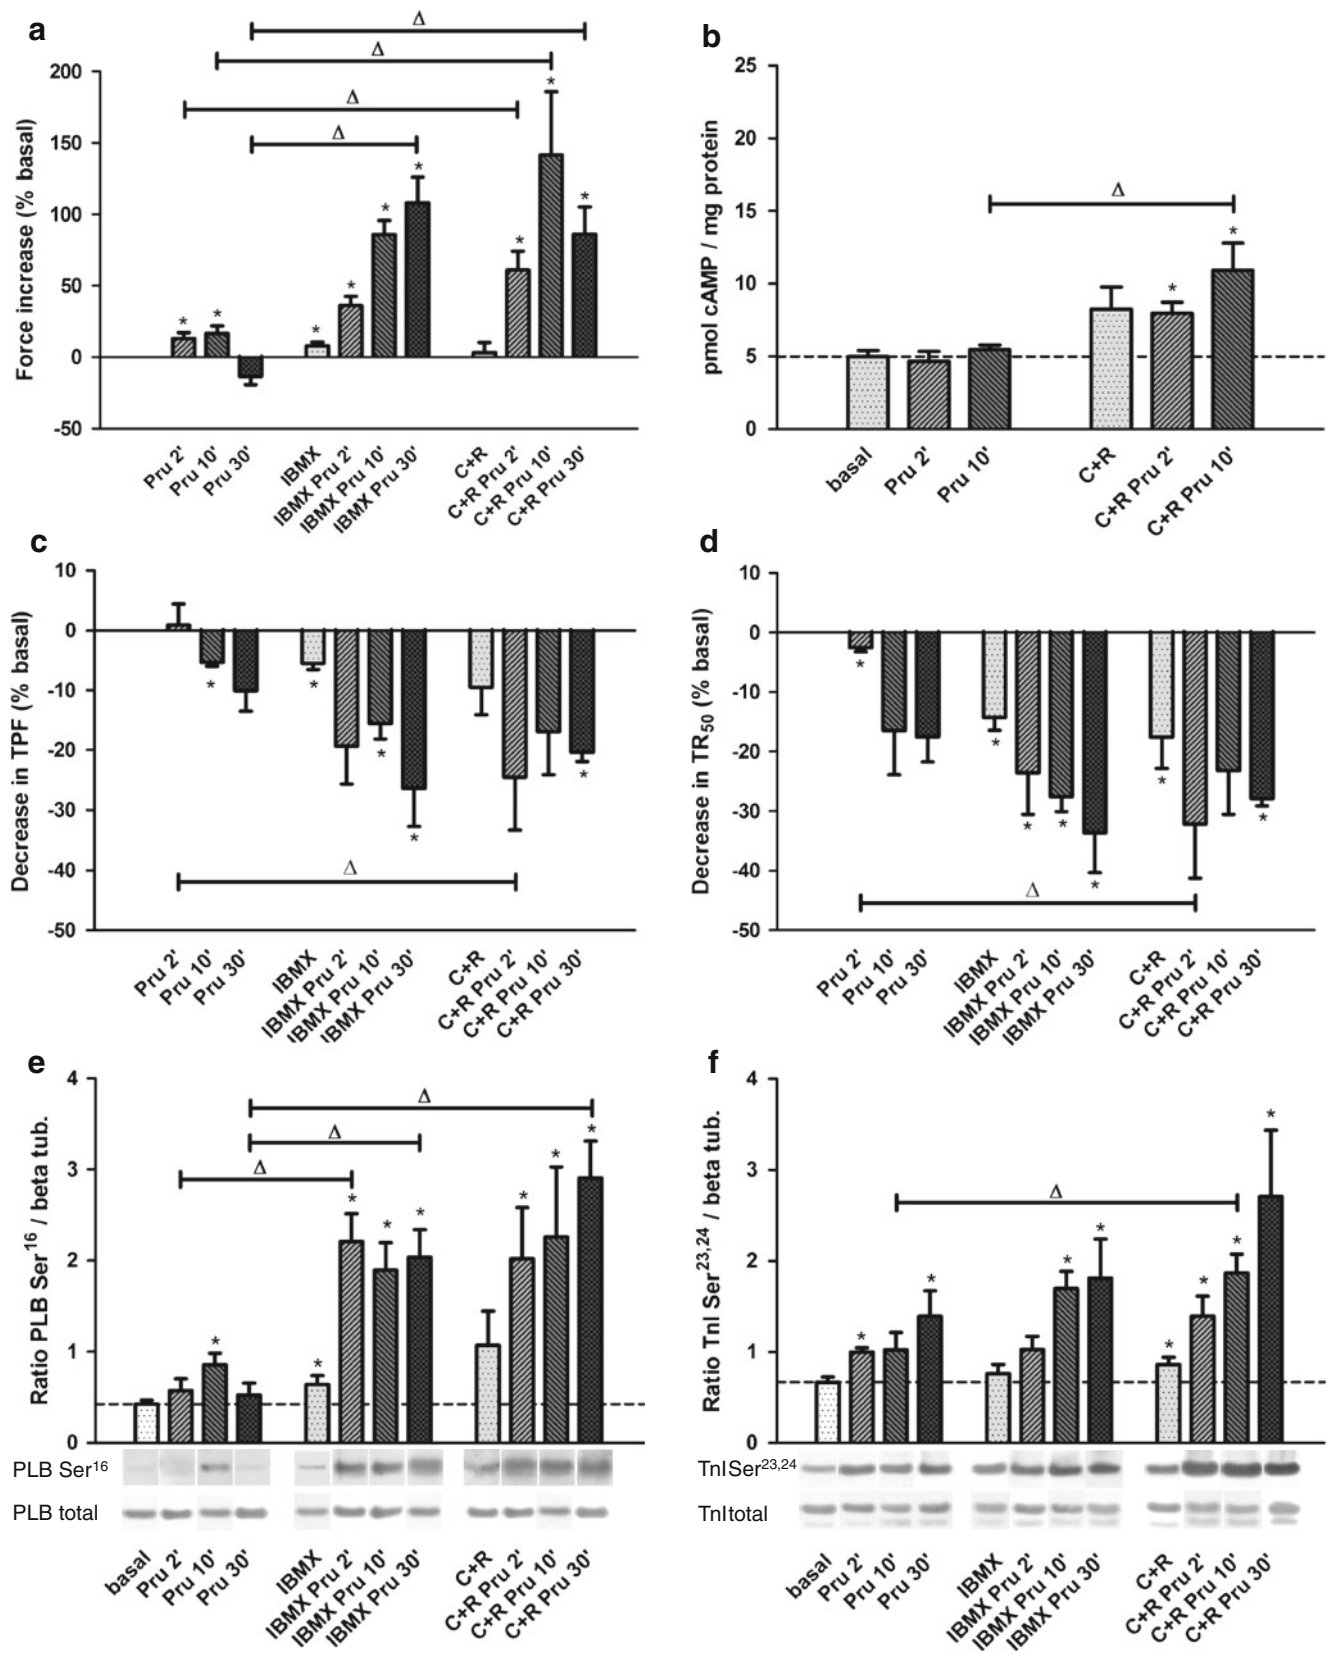 a
Force increase (% basal)
200
150
100
50
0
-50
Δ
Δ
Δ
Δ
* * * * * * * * *
Pru 2'
Pru 10'
Pru 30'
IBMX
IBMX Pru 2'
IBMX Pru 10'
IBMX Pru 30'
C+R
C+R Pru 2'
C+R Pru 10'
C+R Pru 30'
b
pmol cAMP / mg protein
25
20
15
10
5
0
Δ
* *
basal
Pru 2'
Pru 10'
C+R
C+R Pru 2'
C+R Pru 10'
c
Decrease in TPF (% basal)
10
0
-10
-20
-30
-40
-50
* * * * *
Δ
Pru 2'
Pru 10'
Pru 30'
IBMX
IBMX Pru 2'
IBMX Pru 10'
IBMX Pru 30'
C+R
C+R Pru 2'
C+R Pru 10'
C+R Pru 30'
d
Decrease in TR50 (% basal)
10
0
-10
-20
-30
-40
-50
* * * * * * *
Δ
Pru 2'
Pru 10'
Pru 30'
IBMX
IBMX Pru 2'
IBMX Pru 10'
IBMX Pru 30'
C+R
C+R Pru 2'
C+R Pru 10'
C+R Pru 30'
e
Ratio PLB Ser16 / beta tub.
4
3
2
1
0
Δ
Δ
Δ
* * * * * * * *
PLB Ser16
PLB total
basal
Pru 2'
Pru 10'
Pru 30'
IBMX
IBMX Pru 2'
IBMX Pru 10'
IBMX Pru 30'
C+R
C+R Pru 2'
C+R Pru 10'
C+R Pru 30'
f
Ratio TnI Ser23,24 / beta tub.
4
3
2
1
0
Δ
* * * * * * * *
TnISer23,24
TnItotal
basal
Pru 2'
Pru 10'
Pru 30'
IBMX
IBMX Pru 2'
IBMX Pru 10'
IBMX Pru 30'
C+R
C+R Pru 2'
C+R Pru 10'
C+R Pru 30'